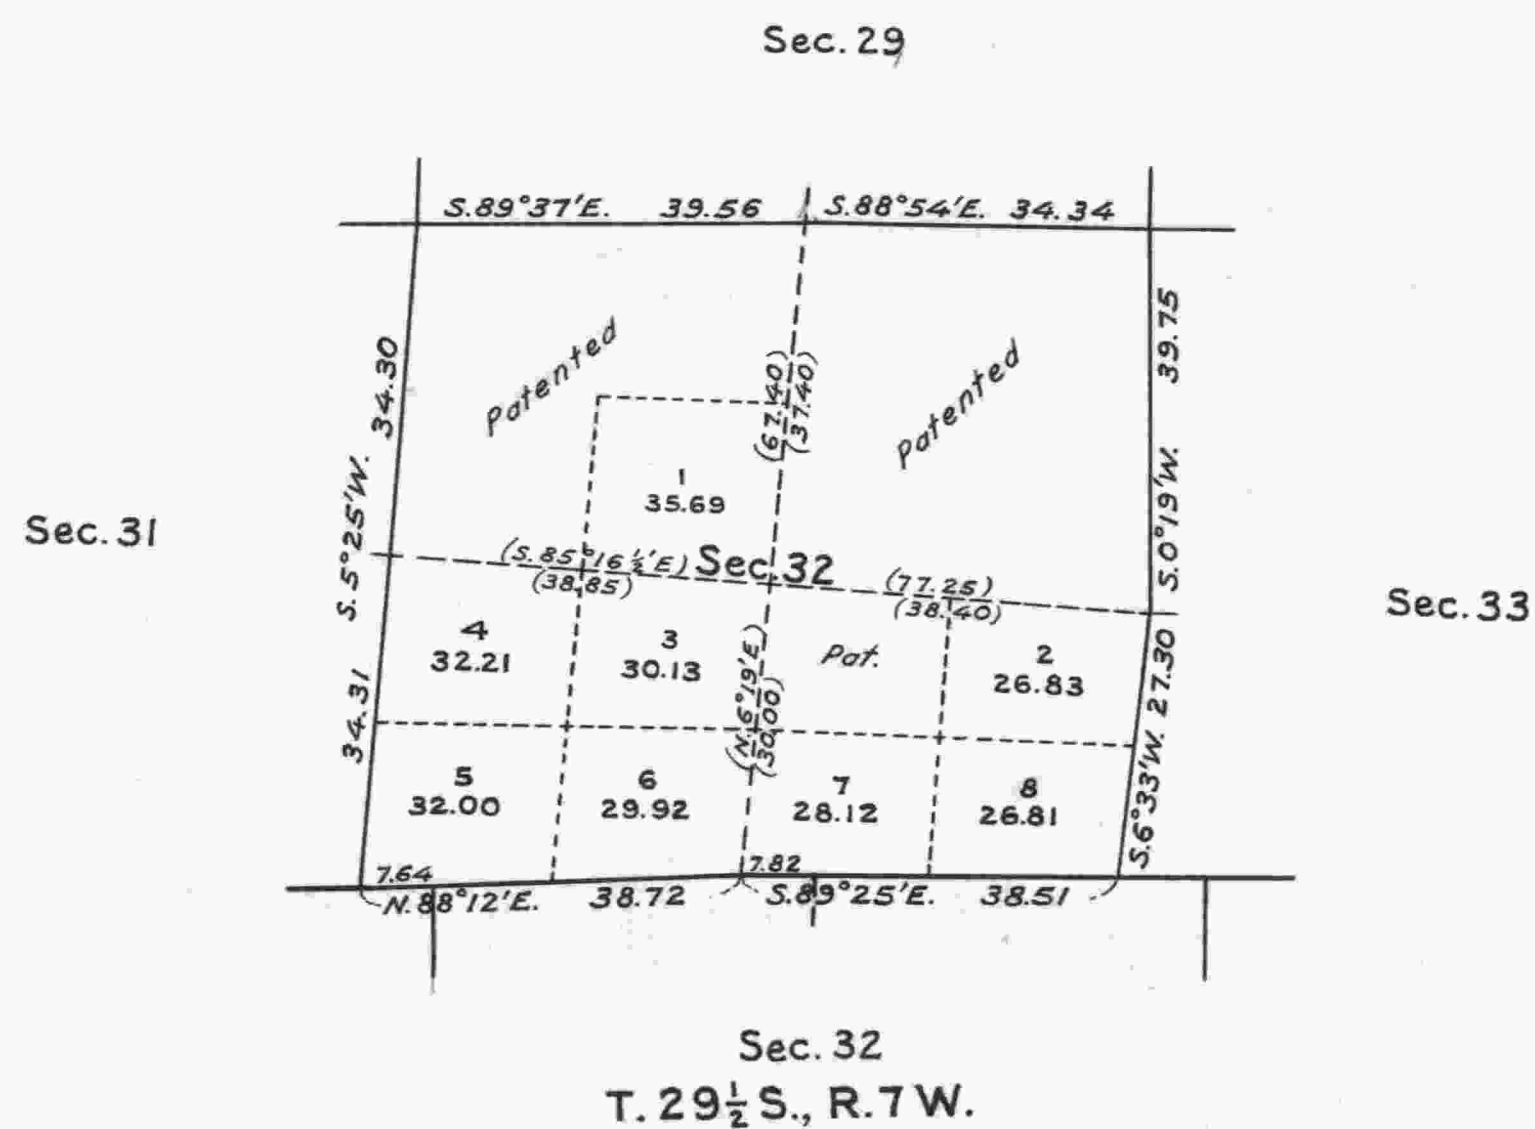 Sec. 29
S. 89°37'E. 39.56 S. 88°54'E. 34.34
34.30
S. 5°25'W.
34.31
39.75
S. 0°19'W.
27.30
S. 6°33'W.
Patented
Patented
(67.40)
(37.40)
1
35.69
Sec. 31
(S. 85°16½'E) Sec. 32 (77.25)
(38.85) (38.40)
Sec. 33
4
32.21
3
30.13
Pat.
2
26.83
(N. 6°19'E)
(30.00)
5
32.00
6
29.92
7
28.12
8
26.81
7.64 7.82
N. 88°12'E. 38.72 S. 89°25'E. 38.51
Sec. 32
T. 29½ S., R. 7 W.